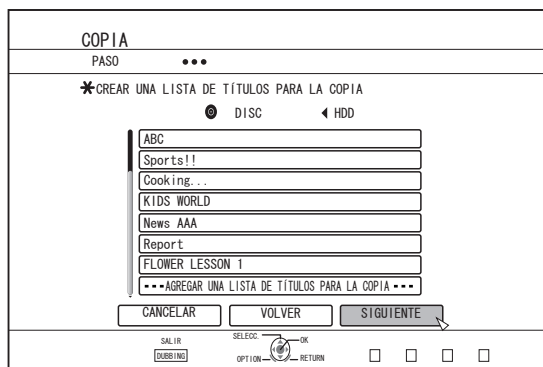 COPIA
PASO
CREAR UNA LISTA DE TÍTULOS PARA LA COPIA
DISC HDD
ABC
Sports!!
Cooking...
KIDS WORLD
News AAA
Report
FLOWER LESSON 1
---AGREGAR UNA LISTA DE TÍTULOS PARA LA COPIA ---
CANCELAR VOLVER SIGUIENTE
SALIR SELECC. OK
DUBBING OPTION RETURN